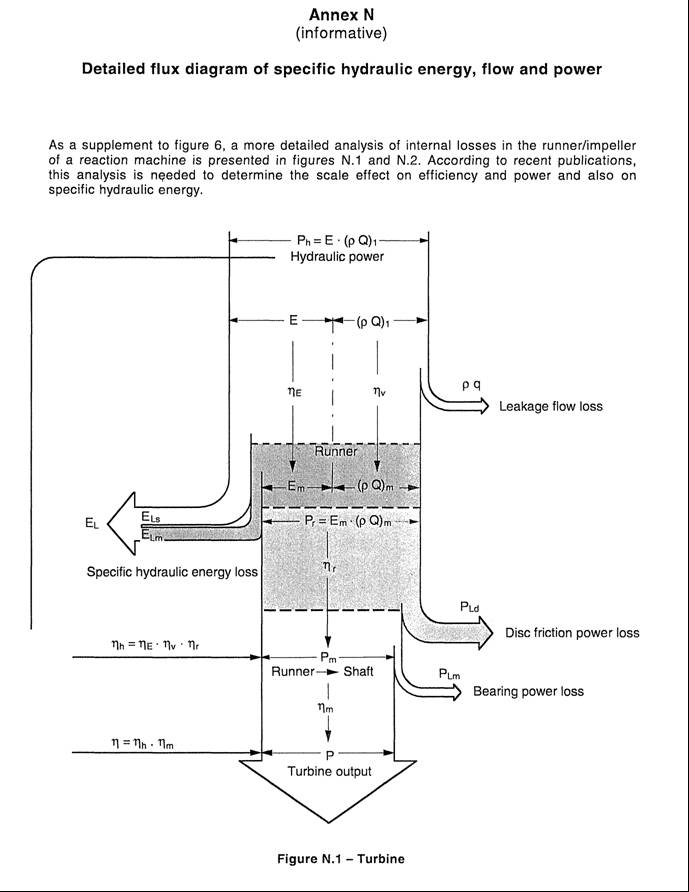 Annex N
(informative)
Detailed flux diagram of specific hydraulic energy, flow and power
As a supplement to figure 6, a more detailed analysis of internal losses in the runner/impeller
of a reaction machine is presented in figures N.1 and N.2. According to recent publications,
this analysis is needed to determine the scale effect on efficiency and power and also on
specific hydraulic energy.
Ph = E · (ρ Q)1
Hydraulic power
E (ρ Q)1
ηE ηv
ρ q
Leakage flow loss
Runner
Em (ρ Q)m
Pr = Em · (ρ Q)m
EL
ELs
ELm
Specific hydraulic energy loss
ηr
PLd
Disc friction power loss
ηh = ηE · ηv · ηr
Pm
Runner Shaft
PLm
Bearing power loss
ηm
η = ηh . ηm
P
Turbine output
Figure N.1 – Turbine